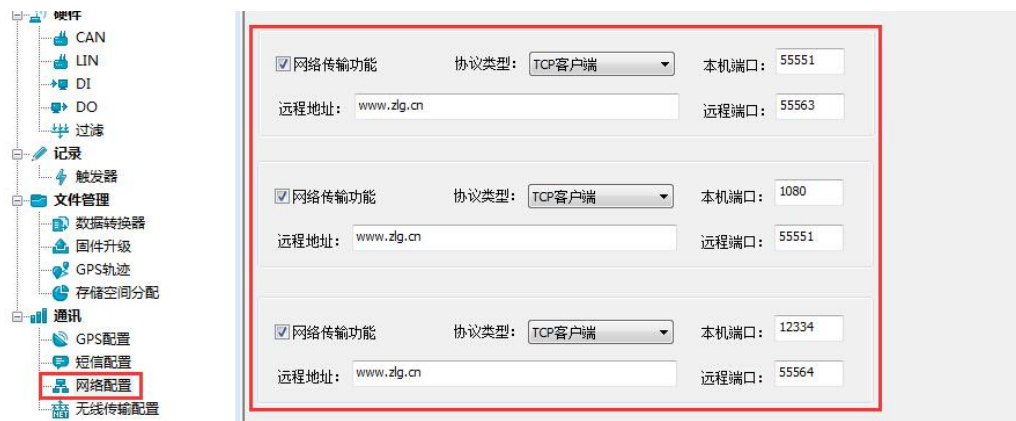 硬件
CAN
LIN
DI
DO
过滤
记录
触发器
文件管理
数据转换器
固件升级
GPS轨迹
存储空间分配
通讯
GPS配置
短信配置
网络配置
无线传输配置
网络传输功能 协议类型： TCP客户端 本机端口： 55551
远程地址： www.zlg.cn 远程端口： 55563
网络传输功能 协议类型： TCP客户端 本机端口： 1080
远程地址： www.zlg.cn 远程端口： 55551
网络传输功能 协议类型： TCP客户端 本机端口： 12334
远程地址： www.zlg.cn 远程端口： 55564